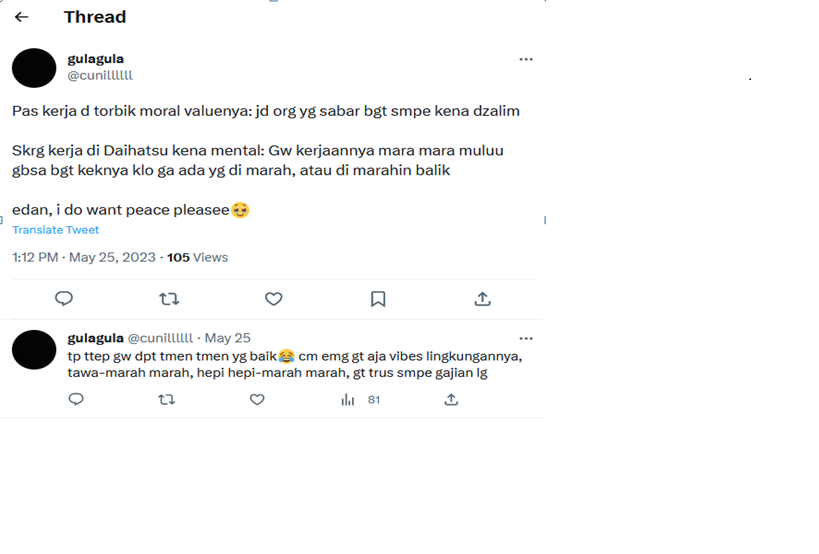 Thread
gulagula
@cunillllll
Pas kerja d torbik moral valuenya: jd org yg sabar bgt smpe kena dzalim
Skrg kerja di Daihatsu kena mental: Gw kerjaannya mara mara muluu
gbsa bgt keknya klo ga ada yg di marah, atau di marahin balik
edan, i do want peace pleasee🥹
Translate Tweet
1:12 PM · May 25, 2023 · 105 Views
gulagula @cunillllll · May 25
tp ttep gw dpt tmen tmen yg baik😂 cm emg gt aja vibes lingkungannya,
tawa-marah marah, hepi hepi-marah marah, gt trus smpe gajian lg
81